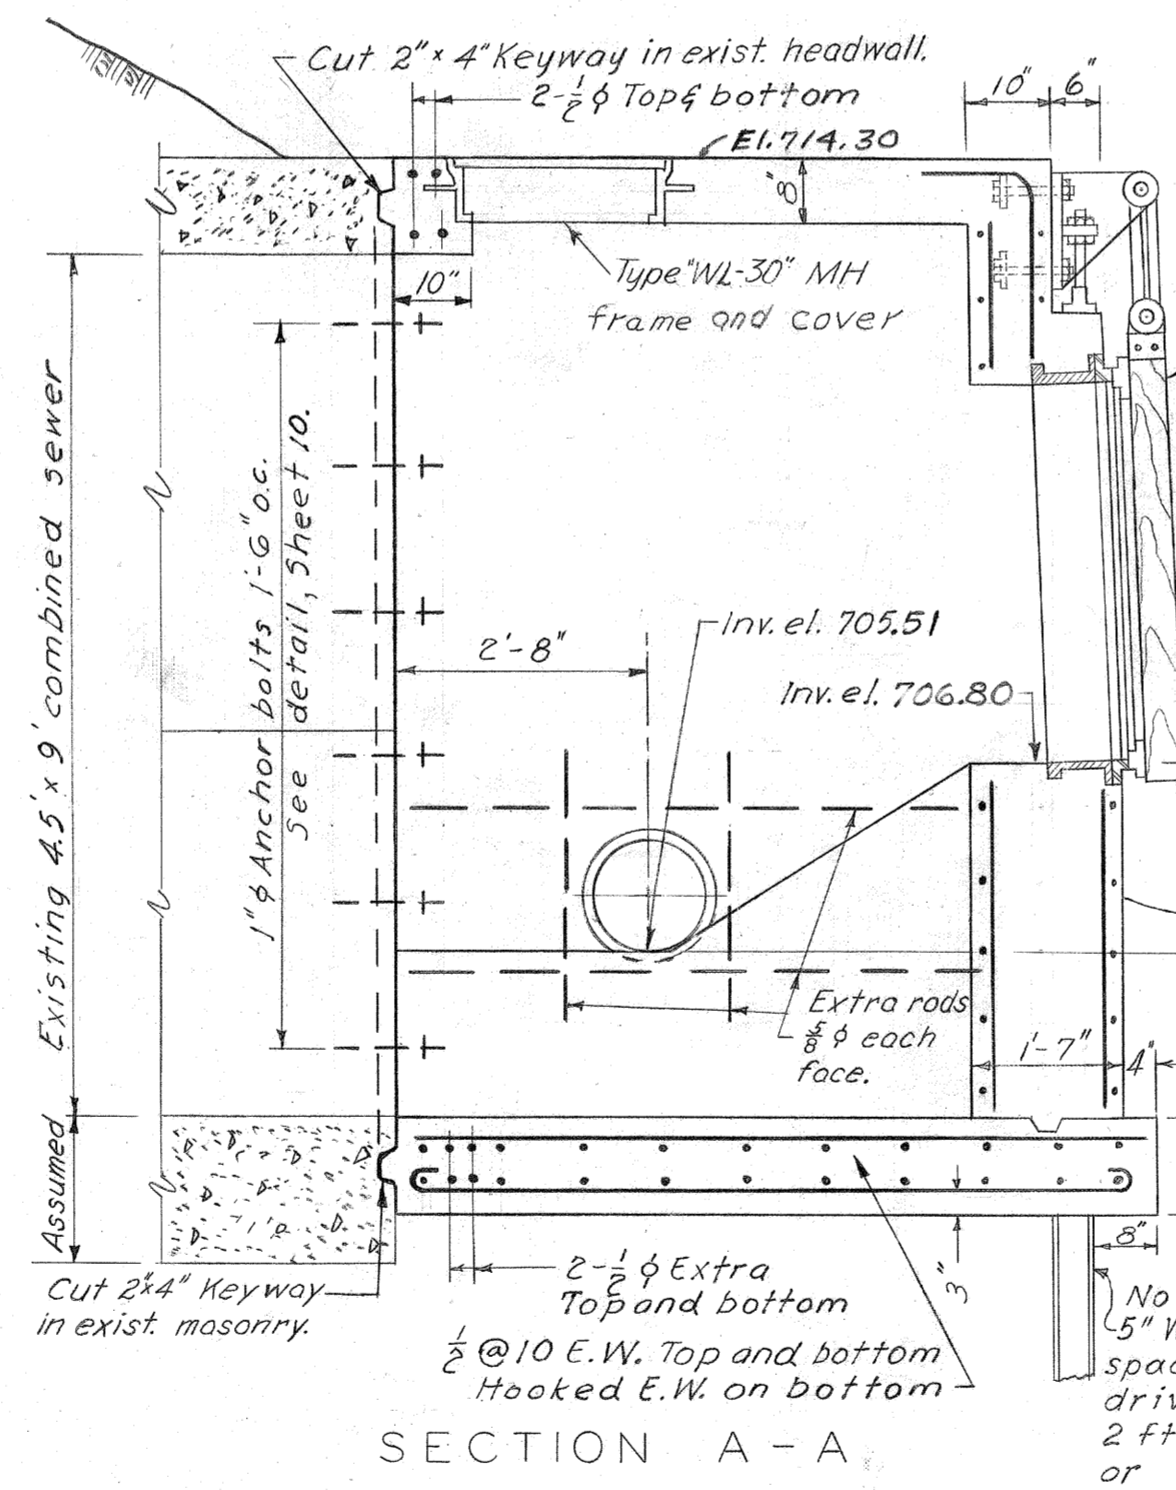 Cut 2"x 4" Keyway in exist. headwall.
2-½ ϕ Top & bottom
10" 6"
El. 714.30
8"
Type "WL-30" MH
frame and cover
10"
Existing 4.5' x 9' combined sewer
1" ϕ Anchor bolts 1'-6" o.c.
See detail, Sheet 10.
Inv. el. 705.51
2'-8"
Inv. el. 706.80
Extra rods
⅝ ϕ each
face.
1'-7"
4"
Assumed
8"
3"
2-½ ϕ Extra
Top and bottom
Cut 2"x4" Keyway
in exist. masonry.
½ @ 10 E.W. Top and bottom
Hooked E.W. on bottom
No
5"
spac
driv
2 ft
or
SECTION A-A